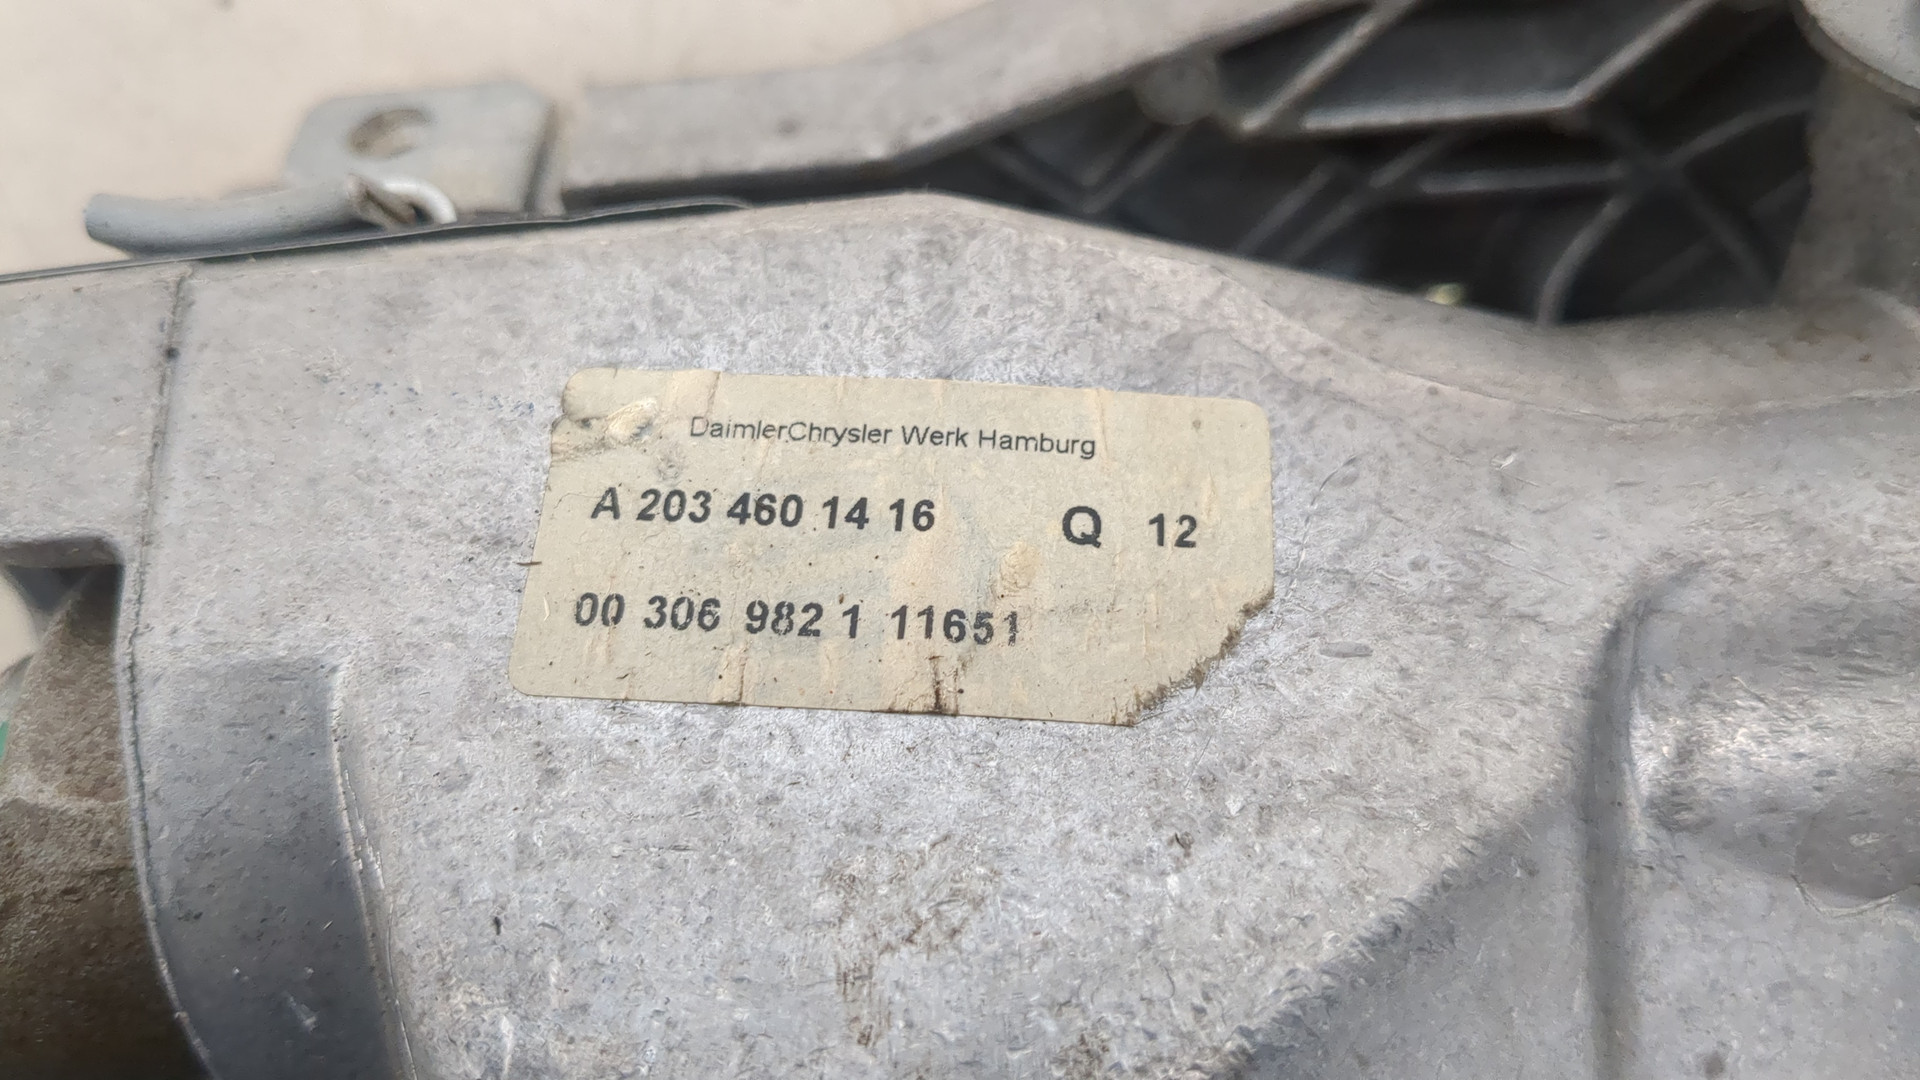 DaimlerChrysler Werk Hamburg
A 203 460 14 16 Q 12
00 306 982 1 11651